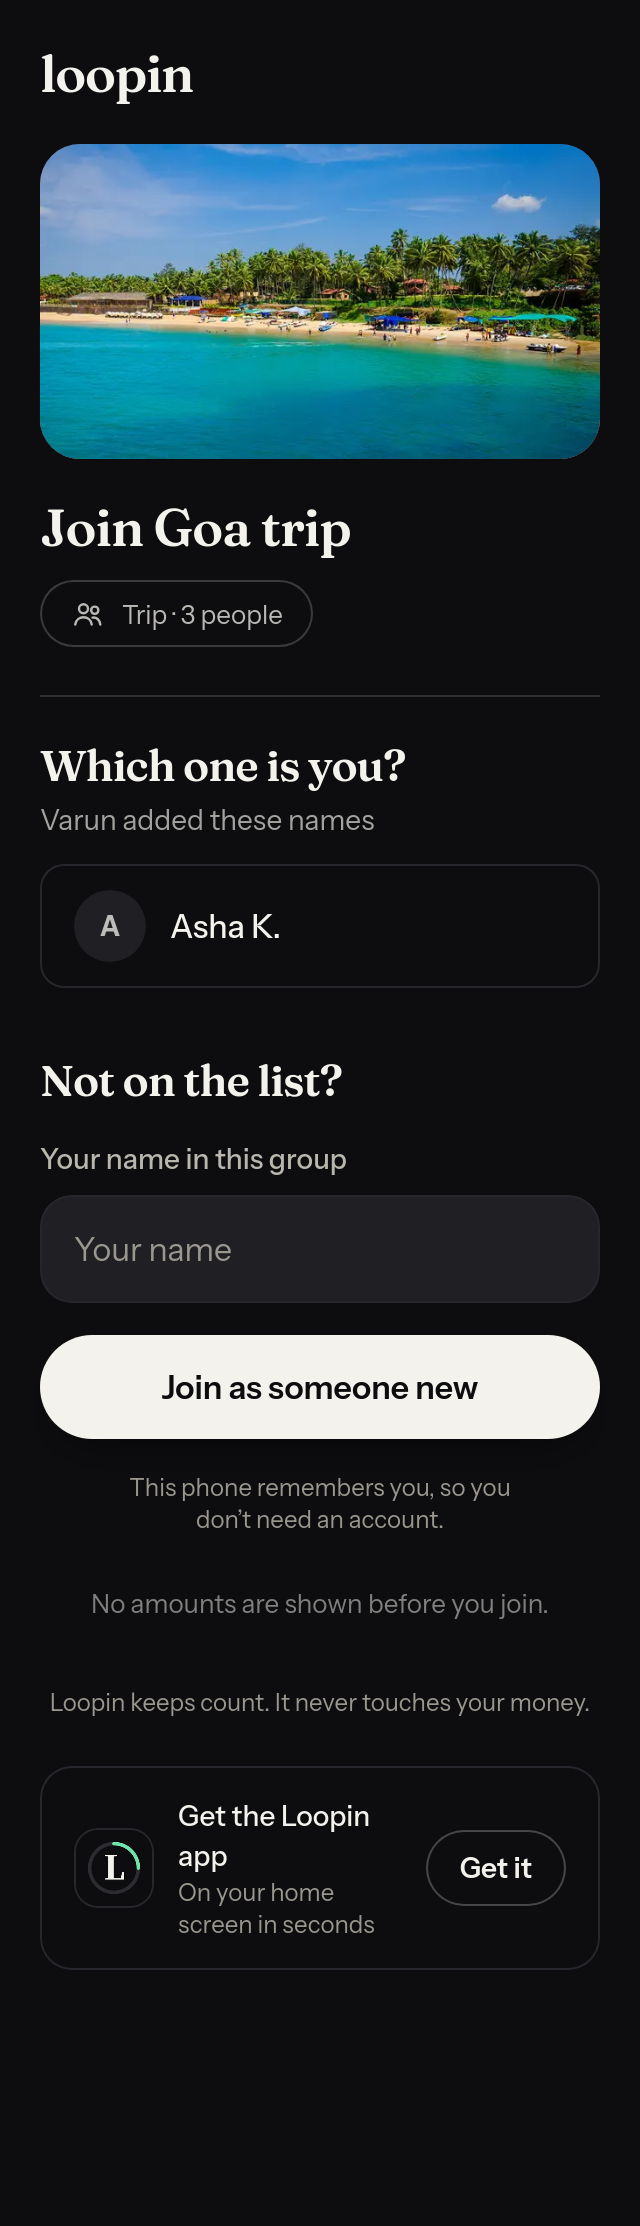 loopin
Join Goa trip
Trip · 3 people
Which one is you?
Varun added these names
A
Asha K.
Not on the list?
Your name in this group
Your name
Join as someone new
This phone remembers you, so you
don’t need an account.
No amounts are shown before you join.
Loopin keeps count. It never touches your money.
L
Get the Loopin
app
On your home
screen in seconds
Get it